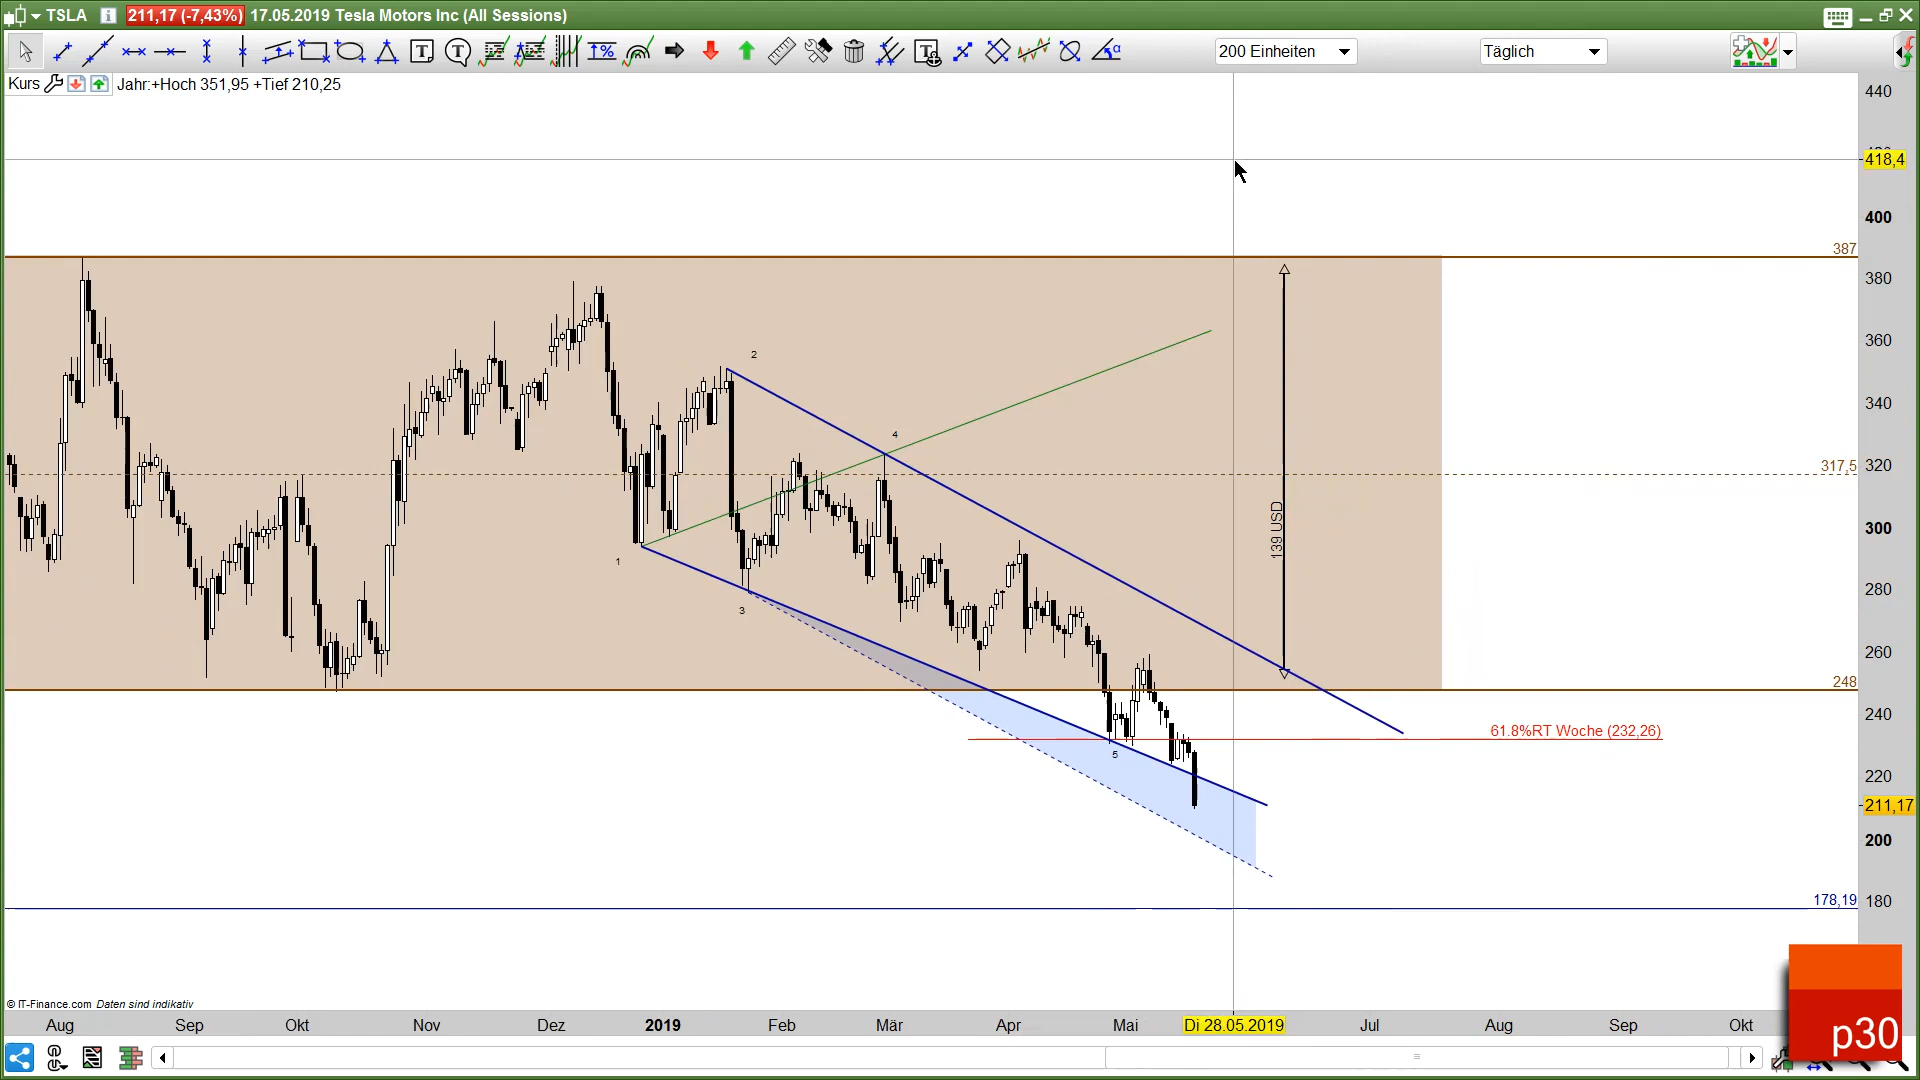 TSLA 211,17 (-7,43%) 17.05.2019 Tesla Motors Inc (All Sessions)
200 Einheiten
Täglich
Kurs Jahr:+Hoch 351,95 +Tief 210,25
440
418,4
400
387
380
360
2
340
4
317,5
320
300
139 USD
1
280
3
260
248
240
61.8%RT Woche (232,26)
5
220
211,17
200
178,19
180
© IT-Finance.com Daten sind indikativ
Aug Sep Okt Nov Dez 2019 Feb Mär Apr Mai Di 28.05.2019 Jul Aug Sep Okt
p30